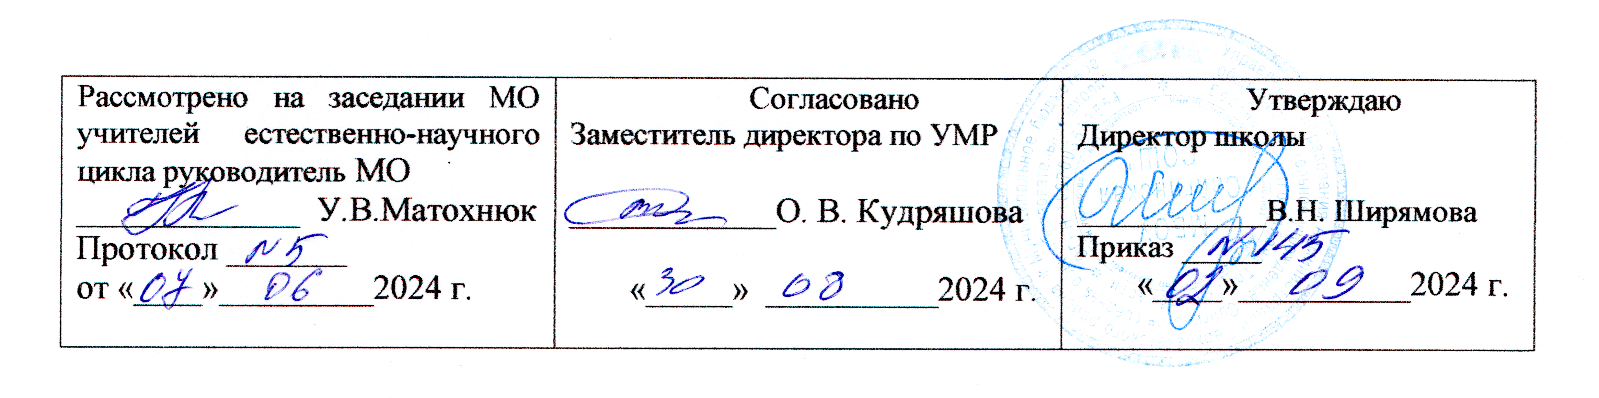 Рассмотрено на заседании МО
учителей естественно-научного
цикла руководитель МО
У.В.Матохнюк
Протокол №5
от «07» 06 2024 г.
Согласовано
Заместитель директора по УМР
О. В. Кудряшова
«30» 08 2024 г.
Утверждаю
Директор школы
В.Н. Ширямова
Приказ №145
«02» 09 2024 г.